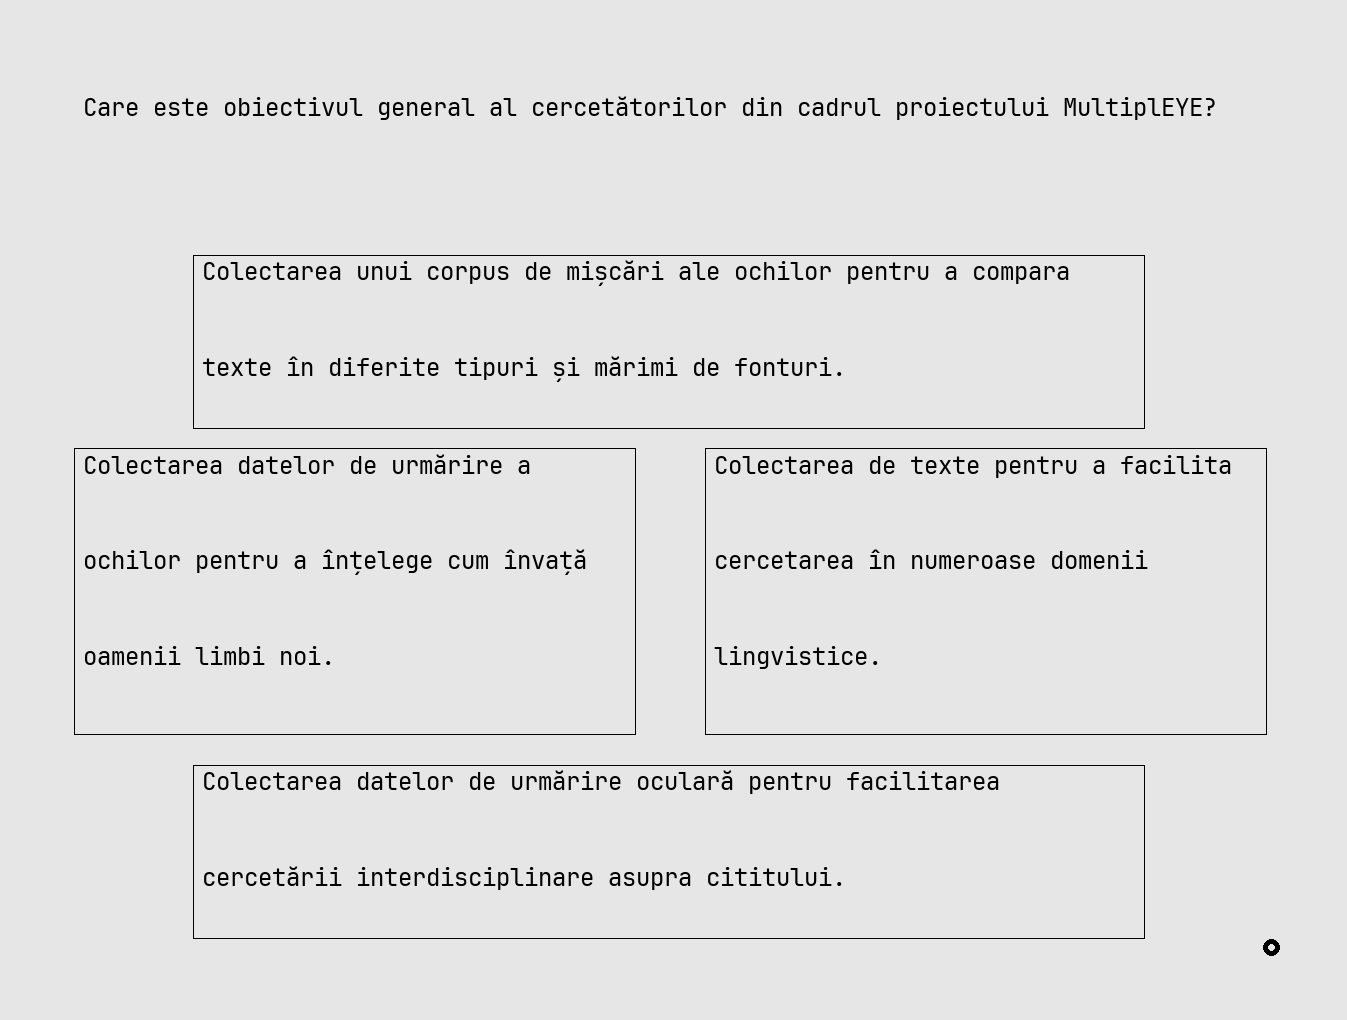 Care este obiectivul general al cercetătorilor din cadrul proiectului MultiplEYE?
Colectarea unui corpus de mișcări ale ochilor pentru a compara
texte în diferite tipuri și mărimi de fonturi.
Colectarea datelor de urmărire a
ochilor pentru a înțelege cum învață
oamenii limbi noi.
Colectarea de texte pentru a facilita
cercetarea în numeroase domenii
lingvistice.
Colectarea datelor de urmărire oculară pentru facilitarea
cercetării interdisciplinare asupra cititului.